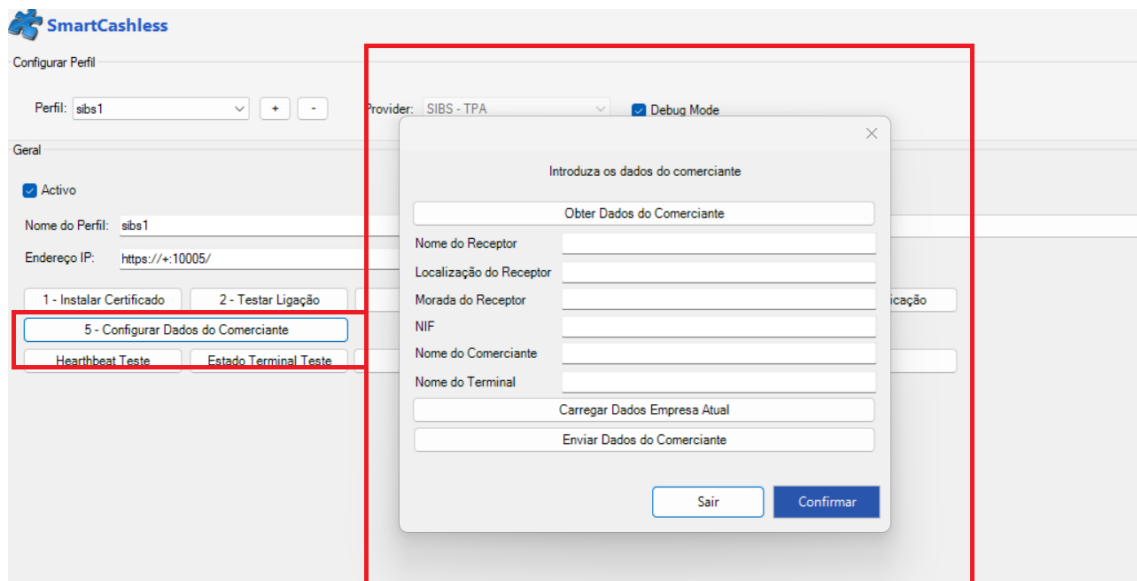 SmartCashless
Configurar Perfil
Perfil: sibs1 + - Provider: SIBS - TPA Debug Mode
Geral
Activo
Nome do Perfil: sibs1
Endereço IP: https://+:10005/
1 - Instalar Certificado 2 - Testar Ligação icação
5 - Configurar Dados do Comerciante
Hearthbeat Teste Estado Terminal Teste
Introduza os dados do comerciante
Obter Dados do Comerciante
Nome do Receptor
Localização do Receptor
Morada do Receptor
NIF
Nome do Comerciante
Nome do Terminal
Carregar Dados Empresa Atual
Enviar Dados do Comerciante
Sair Confirmar